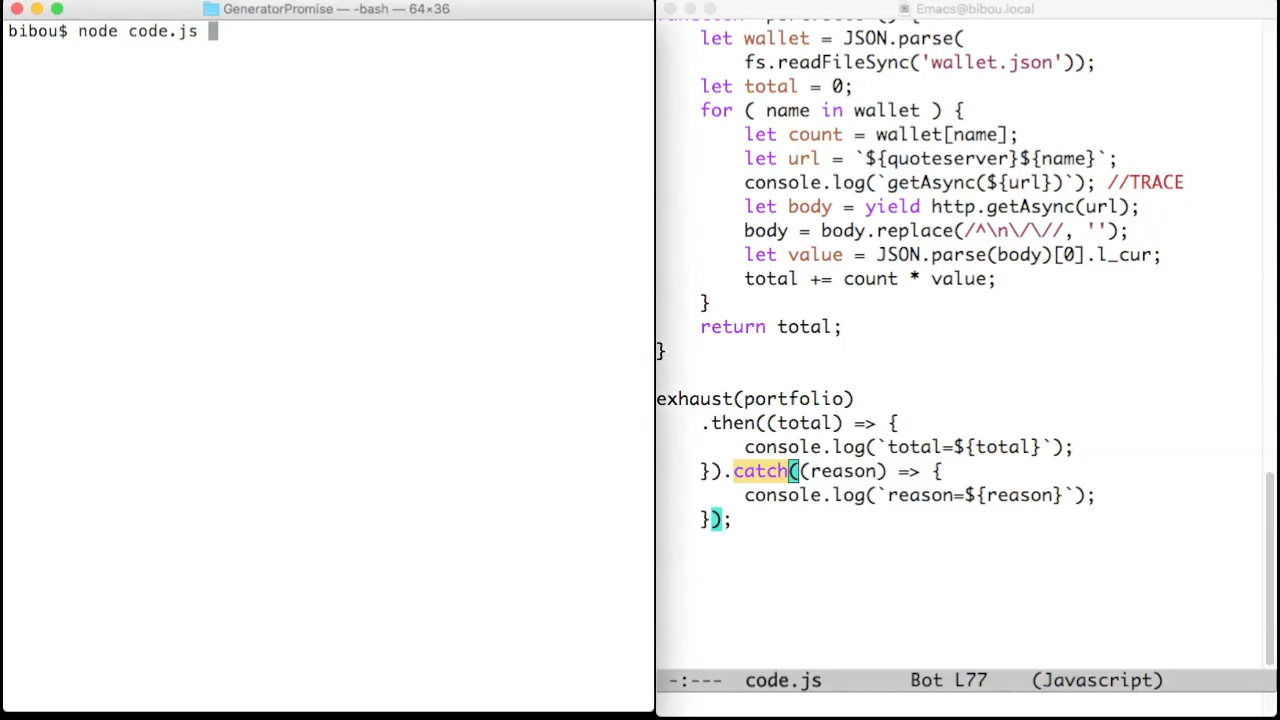 GeneratorPromise — -bash — 64×36
bibou$ node code.js
Emacs@bibou.local
let wallet = JSON.parse(
fs.readFileSync('wallet.json'));
let total = 0;
for ( name in wallet ) {
let count = wallet[name];
let url = `${quoteserver}${name}`;
console.log(`getAsync(${url})`); //TRACE
let body = yield http.getAsync(url);
body = body.replace(/^\n\/\//, '');
let value = JSON.parse(body)[0].l_cur;
total += count * value;
}
return total;
}
exhaust(portfolio)
.then((total) => {
console.log(`total=${total}`);
}).catch((reason) => {
console.log(`reason=${reason}`);
});
-:--- code.js Bot L77 (Javascript)